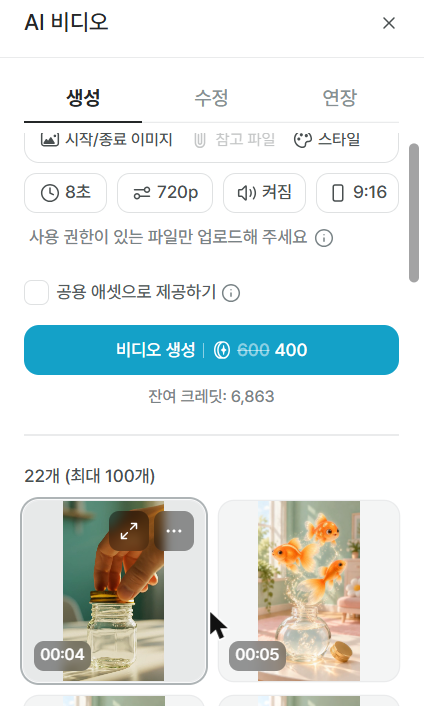 AI 비디오
생성 수정 연장
시작/종료 이미지 참고 파일 스타일
8초 720p 켜짐 9:16
사용 권한이 있는 파일만 업로드해 주세요
공용 애셋으로 제공하기
비디오 생성 600 400
잔여 크레딧: 6,863
22개 (최대 100개)
00:04 00:05